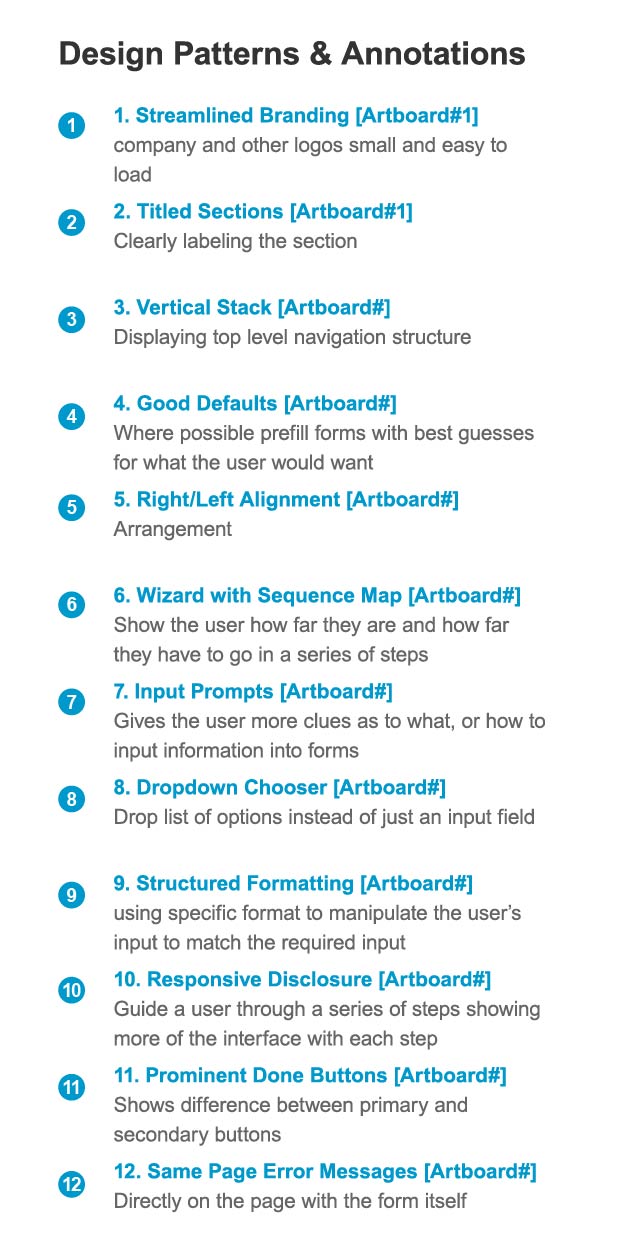 Design Patterns & Annotations
1
1. Streamlined Branding [Artboard#1]
company and other logos small and easy to
load
2
2. Titled Sections [Artboard#1]
Clearly labeling the section
3
3. Vertical Stack [Artboard#]
Displaying top level navigation structure
4
4. Good Defaults [Artboard#]
Where possible prefill forms with best guesses
for what the user would want
5
5. Right/Left Alignment [Artboard#]
Arrangement
6
6. Wizard with Sequence Map [Artboard#]
Show the user how far they are and how far
they have to go in a series of steps
7
7. Input Prompts [Artboard#]
Gives the user more clues as to what, or how to
input information into forms
8
8. Dropdown Chooser [Artboard#]
Drop list of options instead of just an input field
9
9. Structured Formatting [Artboard#]
using specific format to manipulate the user’s
input to match the required input
10
10. Responsive Disclosure [Artboard#]
Guide a user through a series of steps showing
more of the interface with each step
11
11. Prominent Done Buttons [Artboard#]
Shows difference between primary and
secondary buttons
12
12. Same Page Error Messages [Artboard#]
Directly on the page with the form itself